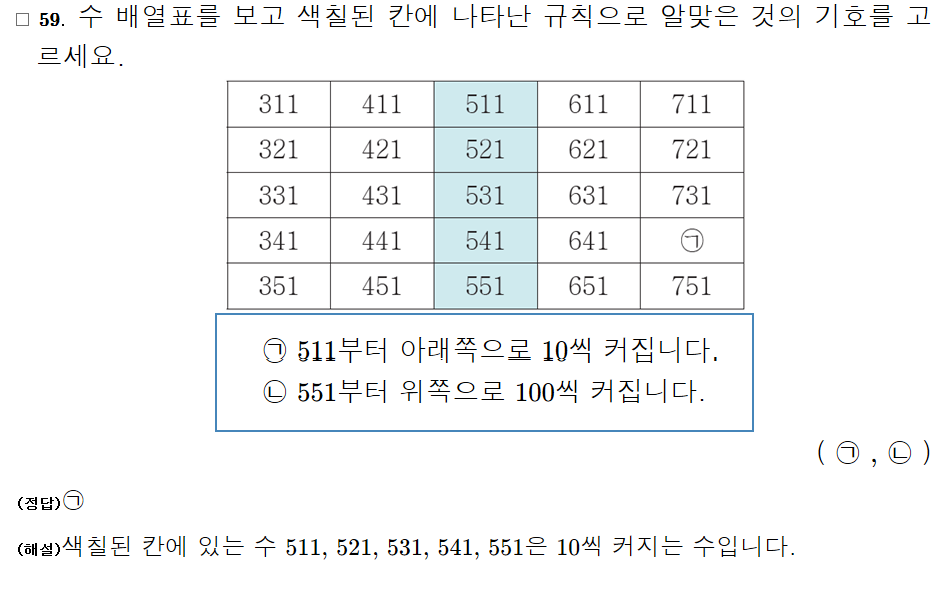 □ 59. 수 배열표를 보고 색칠된 칸에 나타난 규칙으로 알맞은 것의 기호를 고
르세요.
311 411 511 611 711
321 421 521 621 721
331 431 531 631 731
341 441 541 641 ㉠
351 451 551 651 751
㉠ 511부터 아래쪽으로 10씩 커집니다.
㉡ 551부터 위쪽으로 100씩 커집니다.
( ㉠ , ㉡ )
(정답)㉠
(해설)색칠된 칸에 있는 수 511, 521, 531, 541, 551은 10씩 커지는 수입니다.